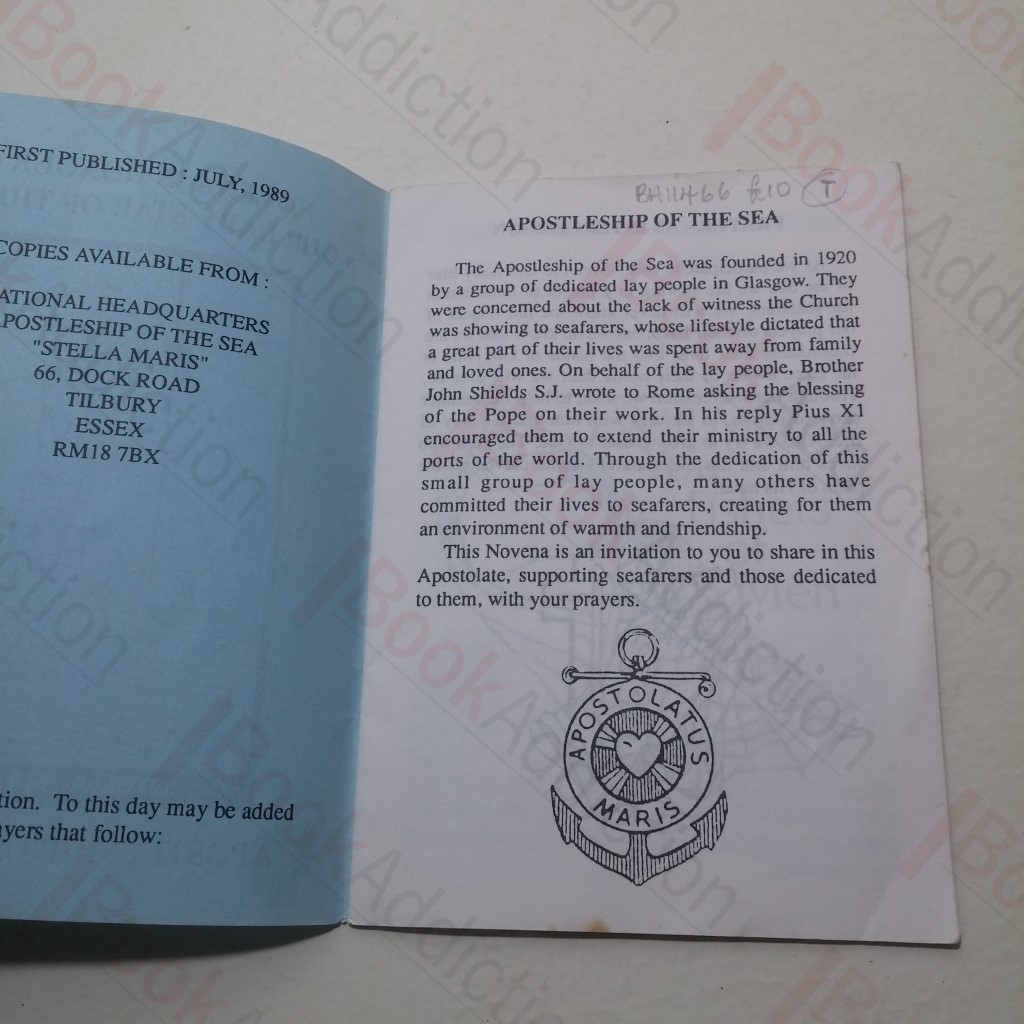 FIRST PUBLISHED : JULY, 1989
COPIES AVAILABLE FROM :
ATIONAL HEADQUARTERS
APOSTLESHIP OF THE SEA
"STELLA MARIS"
66, DOCK ROAD
TILBURY
ESSEX
RM18 7BX
tion. To this day may be added
ayers that follow:
BA11466 £10 T
APOSTLESHIP OF THE SEA
The Apostleship of the Sea was founded in 1920
by a group of dedicated lay people in Glasgow. They
were concerned about the lack of witness the Church
was showing to seafarers, whose lifestyle dictated that
a great part of their lives was spent away from family
and loved ones. On behalf of the lay people, Brother
John Shields S.J. wrote to Rome asking the blessing
of the Pope on their work. In his reply Pius X1
encouraged them to extend their ministry to all the
ports of the world. Through the dedication of this
small group of lay people, many others have
committed their lives to seafarers, creating for them
an environment of warmth and friendship.
This Novena is an invitation to you to share in this
Apostolate, supporting seafarers and those dedicated
to them, with your prayers.
APOSTOLATUS
MARIS
BookAddiction